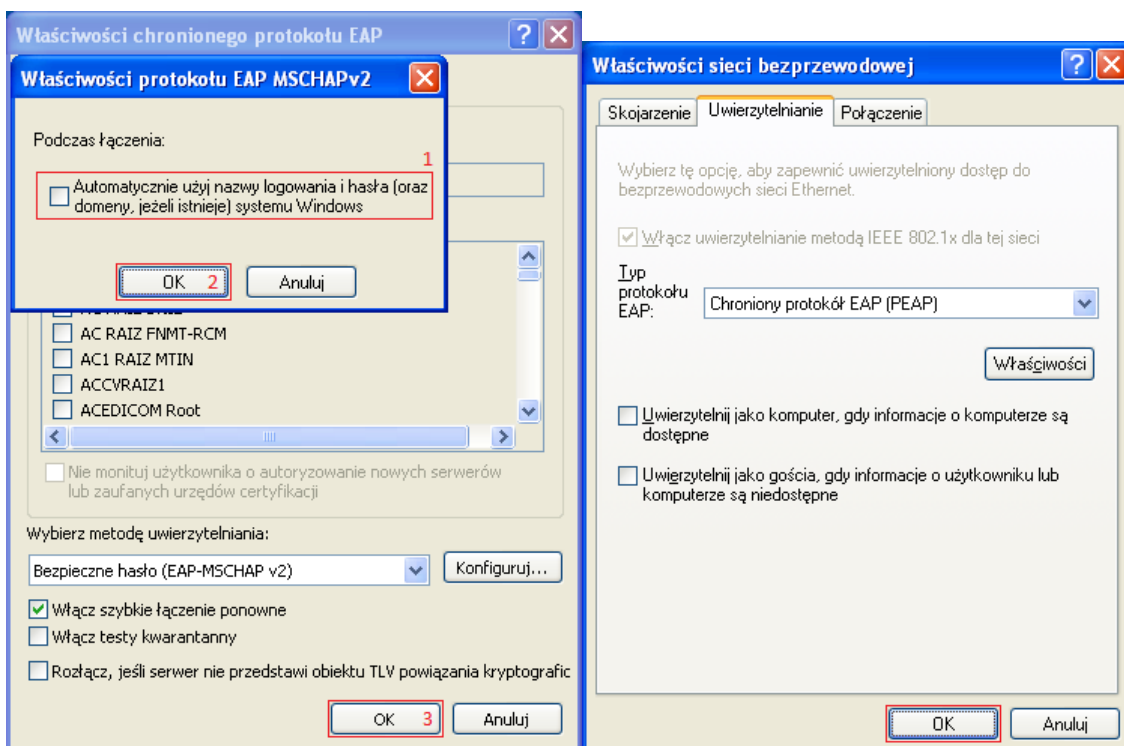 Właściwości chronionego protokołu EAP
Właściwości protokołu EAP MSCHAPv2
Podczas łączenia:
1
Automatycznie użyj nazwy logowania i hasła (oraz
domeny, jeżeli istnieje) systemu Windows
OK 2
Anuluj
AC RAIZ FNMT-RCM
AC1 RAIZ MTIN
ACCVRAIZ1
ACEDICOM Root
Nie monituj użytkownika o autoryzowanie nowych serwerów
lub zaufanych urzędów certyfikacji
Wybierz metodę uwierzytelniania:
Bezpieczne hasło (EAP-MSCHAP v2)
Konfiguruj...
Włącz szybkie łączenie ponowne
Włącz testy kwarantanny
Rozłącz, jeśli serwer nie przedstawi obiektu TLV powiązania kryptografic
OK 3
Anuluj
Właściwości sieci bezprzewodowej
Skojarzenie Uwierzytelnianie Połączenie
Wybierz tę opcję, aby zapewnić uwierzytelniony dostęp do
bezprzewodowych sieci Ethernet.
Włącz uwierzytelnianie metodą IEEE 802.1x dla tej sieci
Typ
protokołu
EAP:
Chroniony protokół EAP (PEAP)
Właściwości
Uwierzytelnij jako komputer, gdy informacje o komputerze są
dostępne
Uwierzytelnij jako gościa, gdy informacje o użytkowniku lub
komputerze są niedostępne
OK
Anuluj